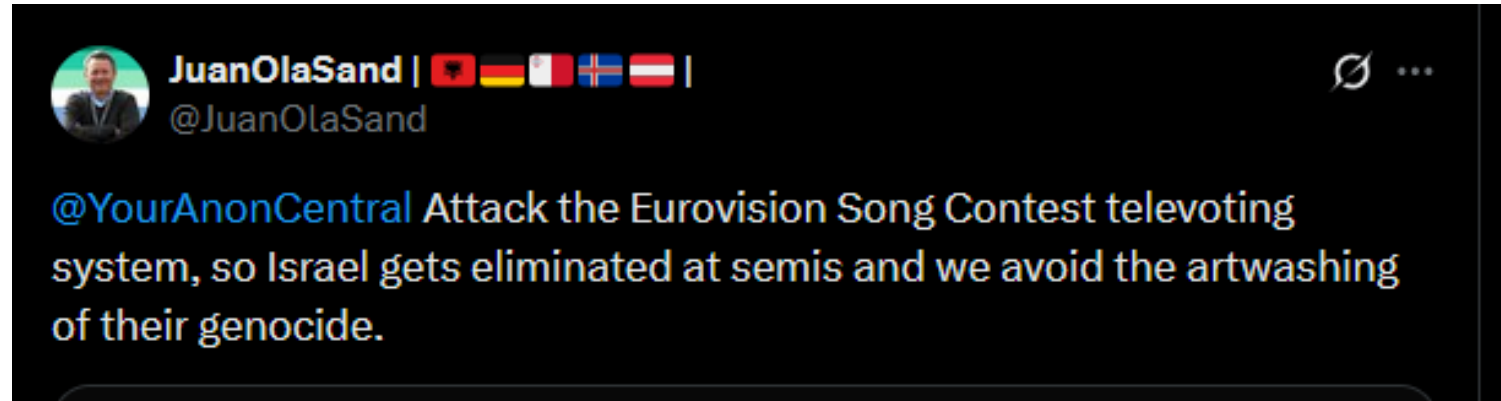 JuanOlaSand | 🇦🇱🇩🇪🇲🇹🇮🇸🇦🇹 |
@JuanOlaSand
@YourAnonCentral Attack the Eurovision Song Contest televoting
system, so Israel gets eliminated at semis and we avoid the artwashing
of their genocide.